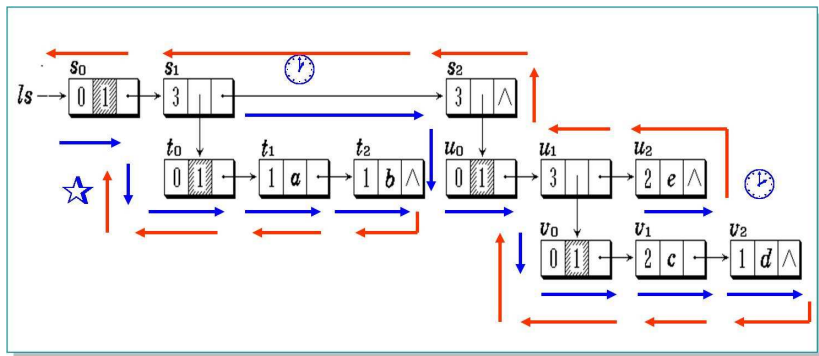 s0 s1 s2
ls 0 1 3 3 ∧
t0 t1 t2 u0 u1 u2
0 1 1 a 1 b ∧ 0 1 3 2 e ∧
v0 v1 v2
0 1 2 c 1 d ∧